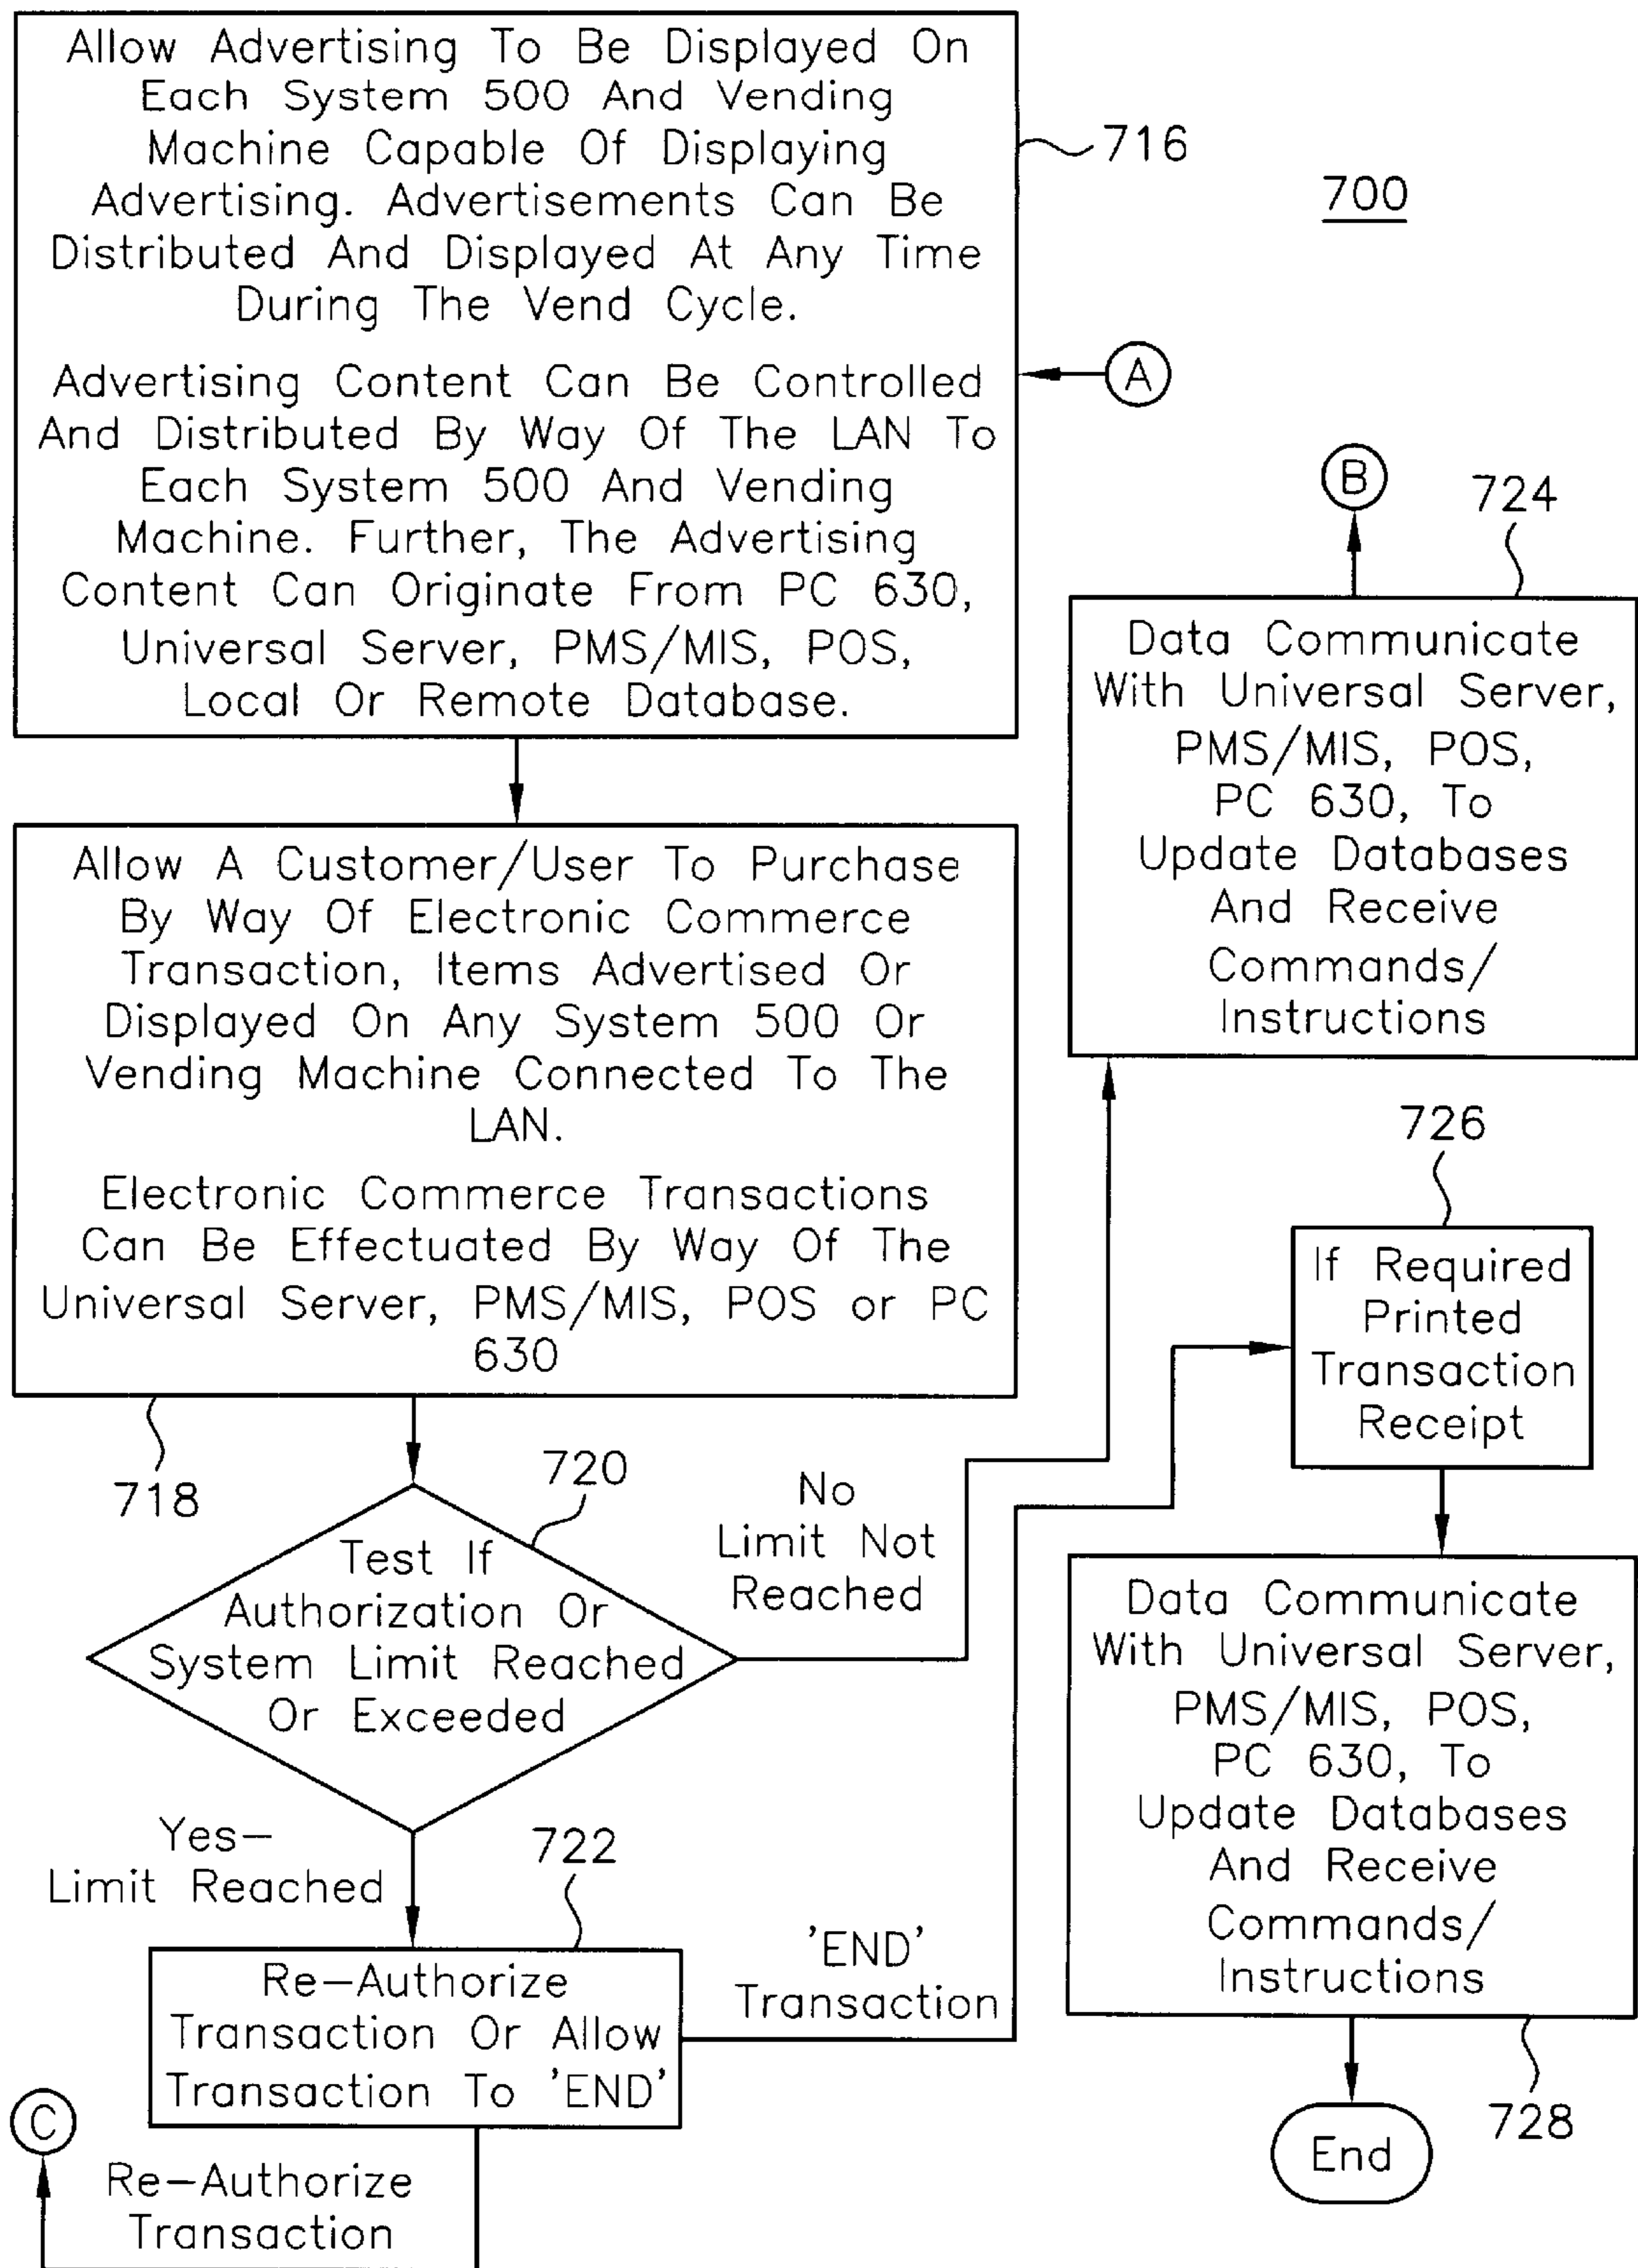 Allow Advertising To Be Displayed On
Each System 500 And Vending
Machine Capable Of Displaying
Advertising. Advertisements Can Be
Distributed And Displayed At Any Time
During The Vend Cycle.
Advertising Content Can Be Controlled
And Distributed By Way Of The LAN To
Each System 500 And Vending
Machine. Further, The Advertising
Content Can Originate From PC 630,
Universal Server, PMS/MIS, POS,
Local Or Remote Database.
716
700
A
Allow A Customer/User To Purchase
By Way Of Electronic Commerce
Transaction, Items Advertised Or
Displayed On Any System 500 Or
Vending Machine Connected To The
LAN.
Electronic Commerce Transactions
Can Be Effectuated By Way Of The
Universal Server, PMS/MIS, POS or PC
630
718
720
Test If
Authorization Or
System Limit Reached
Or Exceeded
No
Limit Not
Reached
Yes–
Limit Reached
722
Re–Authorize
Transaction Or Allow
Transaction To 'END'
'END'
Transaction
C
Re–Authorize
Transaction
B
724
Data Communicate
With Universal Server,
PMS/MIS, POS,
PC 630, To
Update Databases
And Receive
Commands/
Instructions
726
If Required
Printed
Transaction
Receipt
Data Communicate
With Universal Server,
PMS/MIS, POS,
PC 630, To
Update Databases
And Receive
Commands/
Instructions
728
End